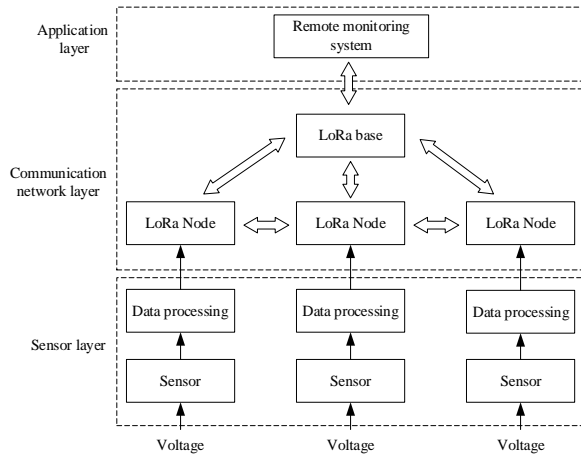 Application
layer
Remote monitoring
system
Communication
network layer
LoRa base
LoRa Node
LoRa Node
LoRa Node
Sensor layer
Data processing
Data processing
Data processing
Sensor
Sensor
Sensor
Voltage
Voltage
Voltage